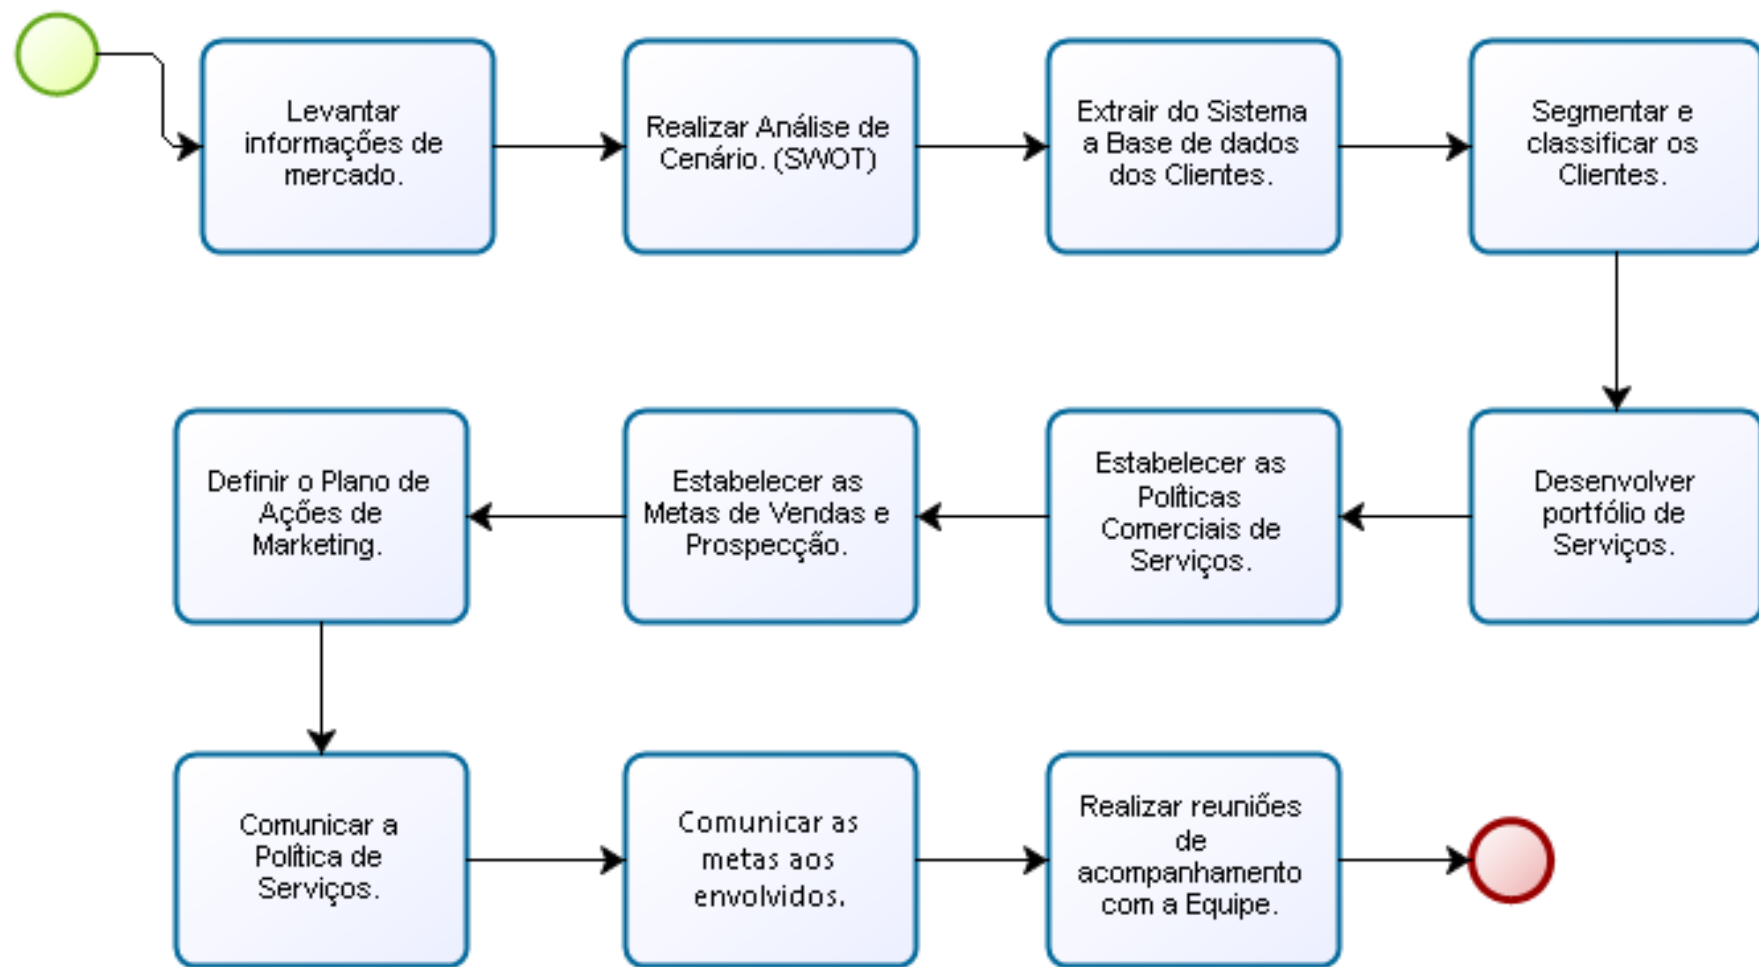 Levantar
informações de
mercado.
Realizar Análise de
Cenário. (SWOT)
Extrair do Sistema
a Base de dados
dos Clientes.
Segmentar e
classificar os
Clientes.
Desenvolver
portfólio de
Serviços.
Estabelecer as
Políticas
Comerciais de
Serviços.
Estabelecer as
Metas de Vendas e
Prospecção.
Definir o Plano de
Ações de
Marketing.
Comunicar a
Política de
Serviços.
Comunicar as
metas aos
envolvidos.
Realizar reuniões
de
acompanhamento
com a Equipe.